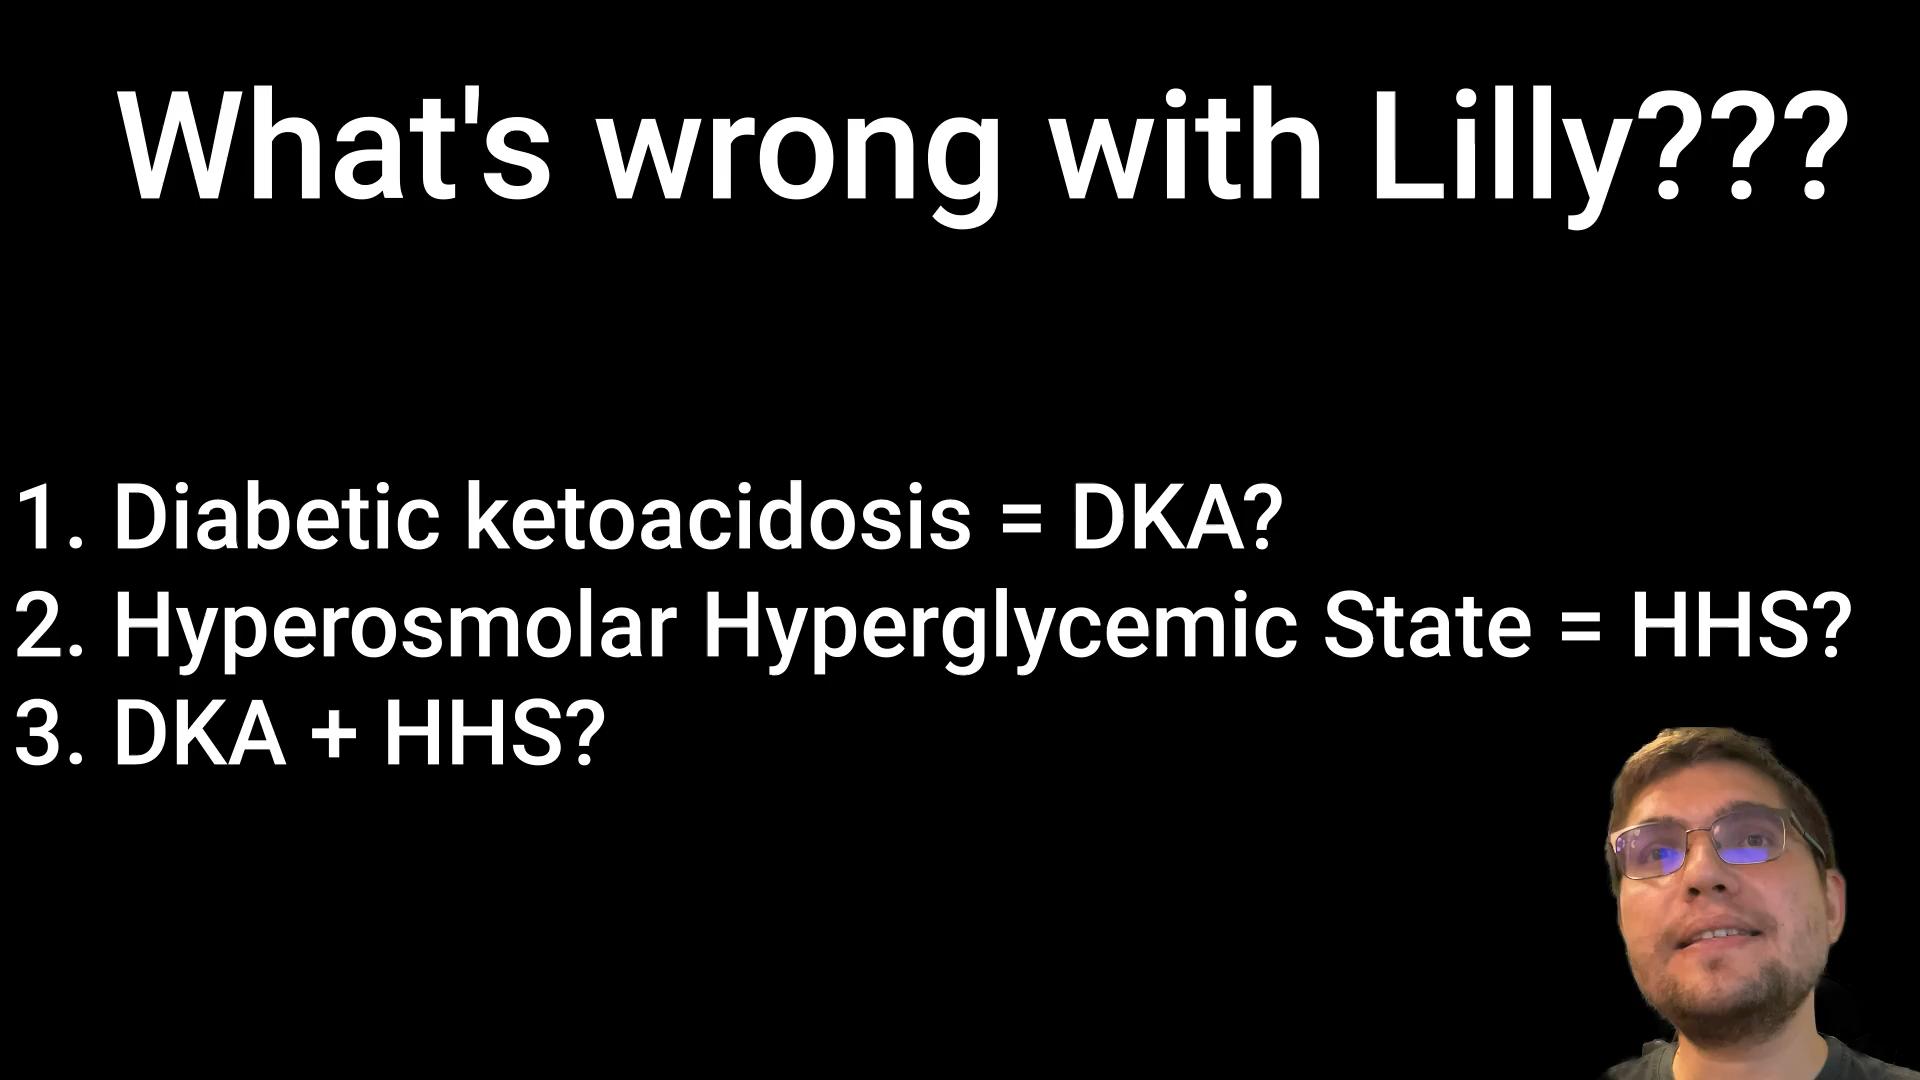 What's wrong with Lilly???
1. Diabetic ketoacidosis = DKA?
2. Hyperosmolar Hyperglycemic State = HHS?
3. DKA + HHS?